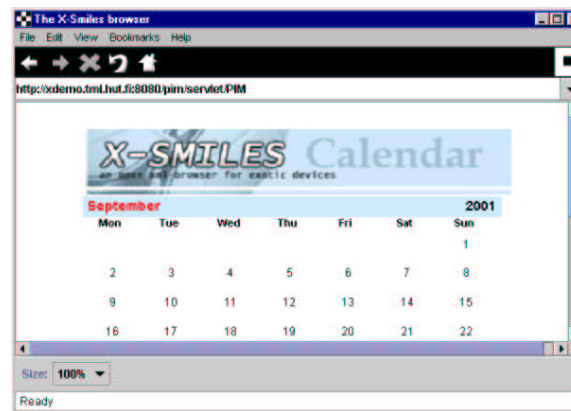 The X-Smiles browser
File Edit View Bookmarks Help
http://xdemo.tml.hut.fi:8080/pim/servlet/PIM
X-SMILES Calendar
an open xml-browser for exotic devices
September 2001
Mon Tue Wed Thu Fri Sat Sun
1
2 3 4 5 6 7 8
9 10 11 12 13 14 15
16 17 18 19 20 21 22
Size: 100%
Ready